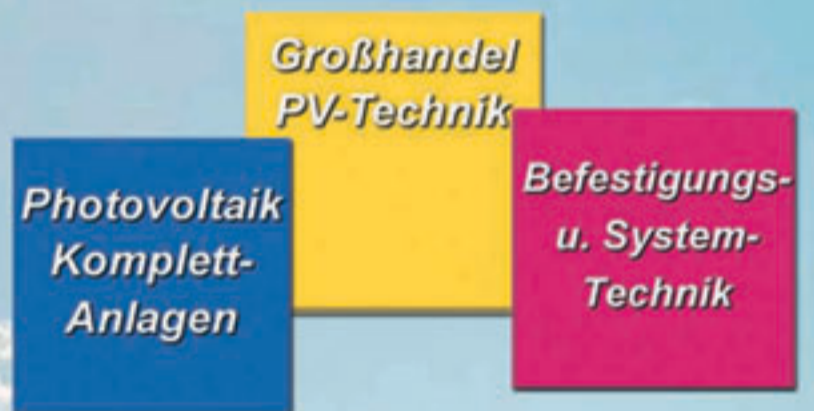 Großhandel
PV-Technik
Photovoltaik
Komplett-
Anlagen
Befestigungs-
u. System-
Technik